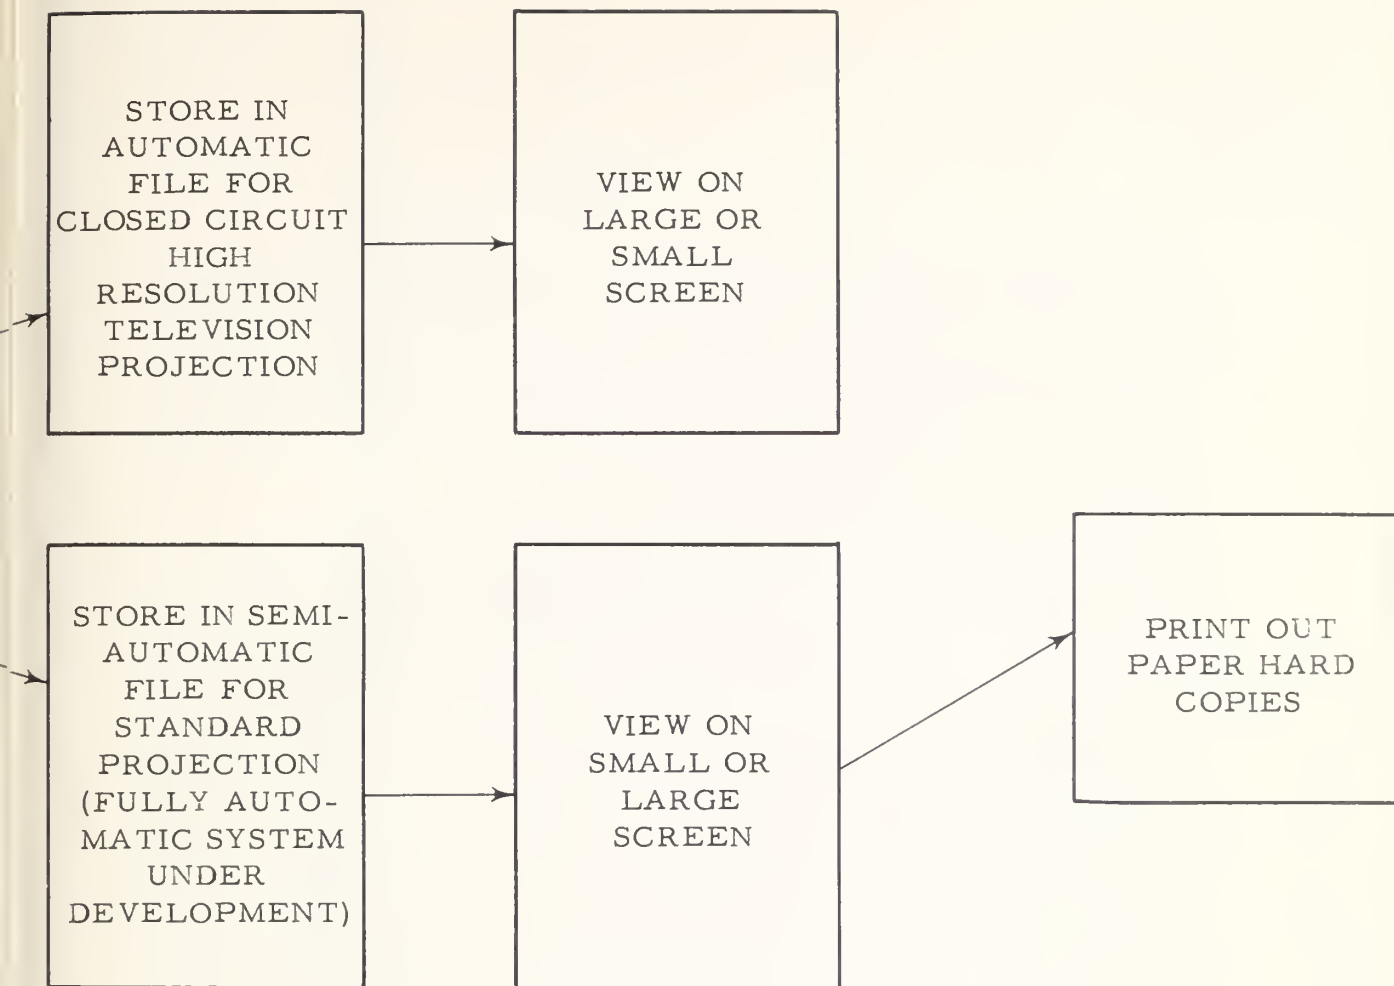 STORE IN
AUTOMATIC
FILE FOR
CLOSED CIRCUIT
HIGH
RESOLUTION
TELEVISION
PROJECTION
VIEW ON
LARGE OR
SMALL
SCREEN
STORE IN SEMI-
AUTOMATIC
FILE FOR
STANDARD
PROJECTION
(FULLY AUTO-
MATIC SYSTEM
UNDER
DEVELOPMENT)
VIEW ON
SMALL OR
LARGE
SCREEN
PRINT OUT
PAPER HARD
COPIES